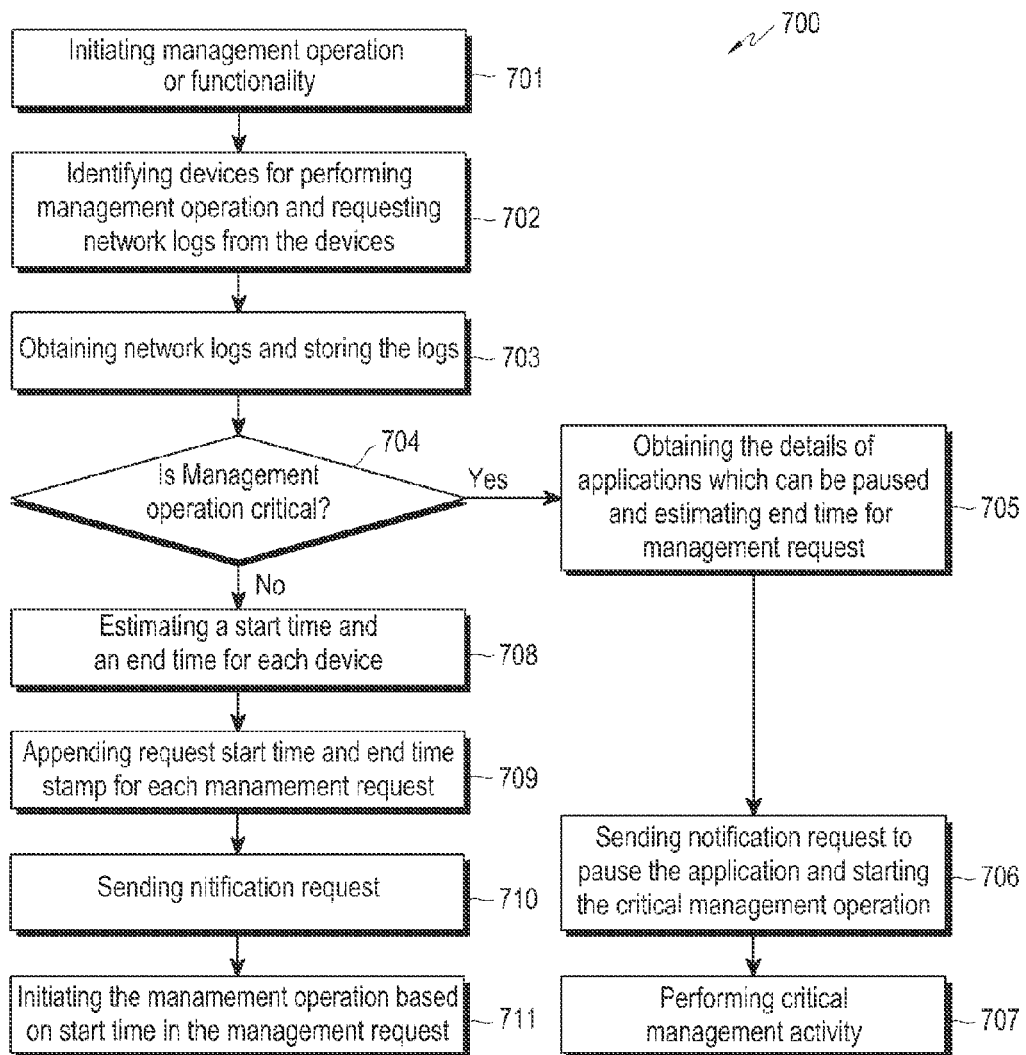 700
Initiating management operation
or functionality
701
Identifying devices for performing
management operation and requesting
network logs from the devices
702
Obtaining network logs and storing the logs
703
704
Is Management
operation critical?
Yes
No
Obtaining the details of
applications which can be paused
and estimating end time for
management request
705
Sending notification request to
pause the application and starting
the critical management operation
706
Performing critical
management activity
707
Estimating a start time and
an end time for each device
708
Appending request start time and end time
stamp for each manamement request
709
Sending nitification request
710
Initiating the manamement operation based
on start time in the management request
711